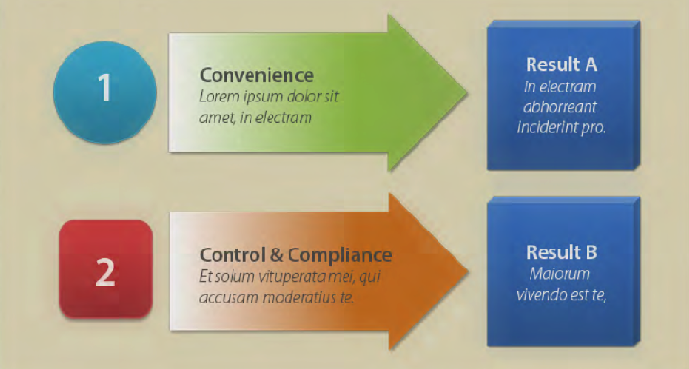 1
Convenience
Lorem ipsum dolor sit
amet, in electram
Result A
In electram
abhorreant
inciderint pro.
2
Control & Compliance
Et solum vituperata mei, qui
accusam moderatius te.
Result B
Maiorum
vivendo est te,